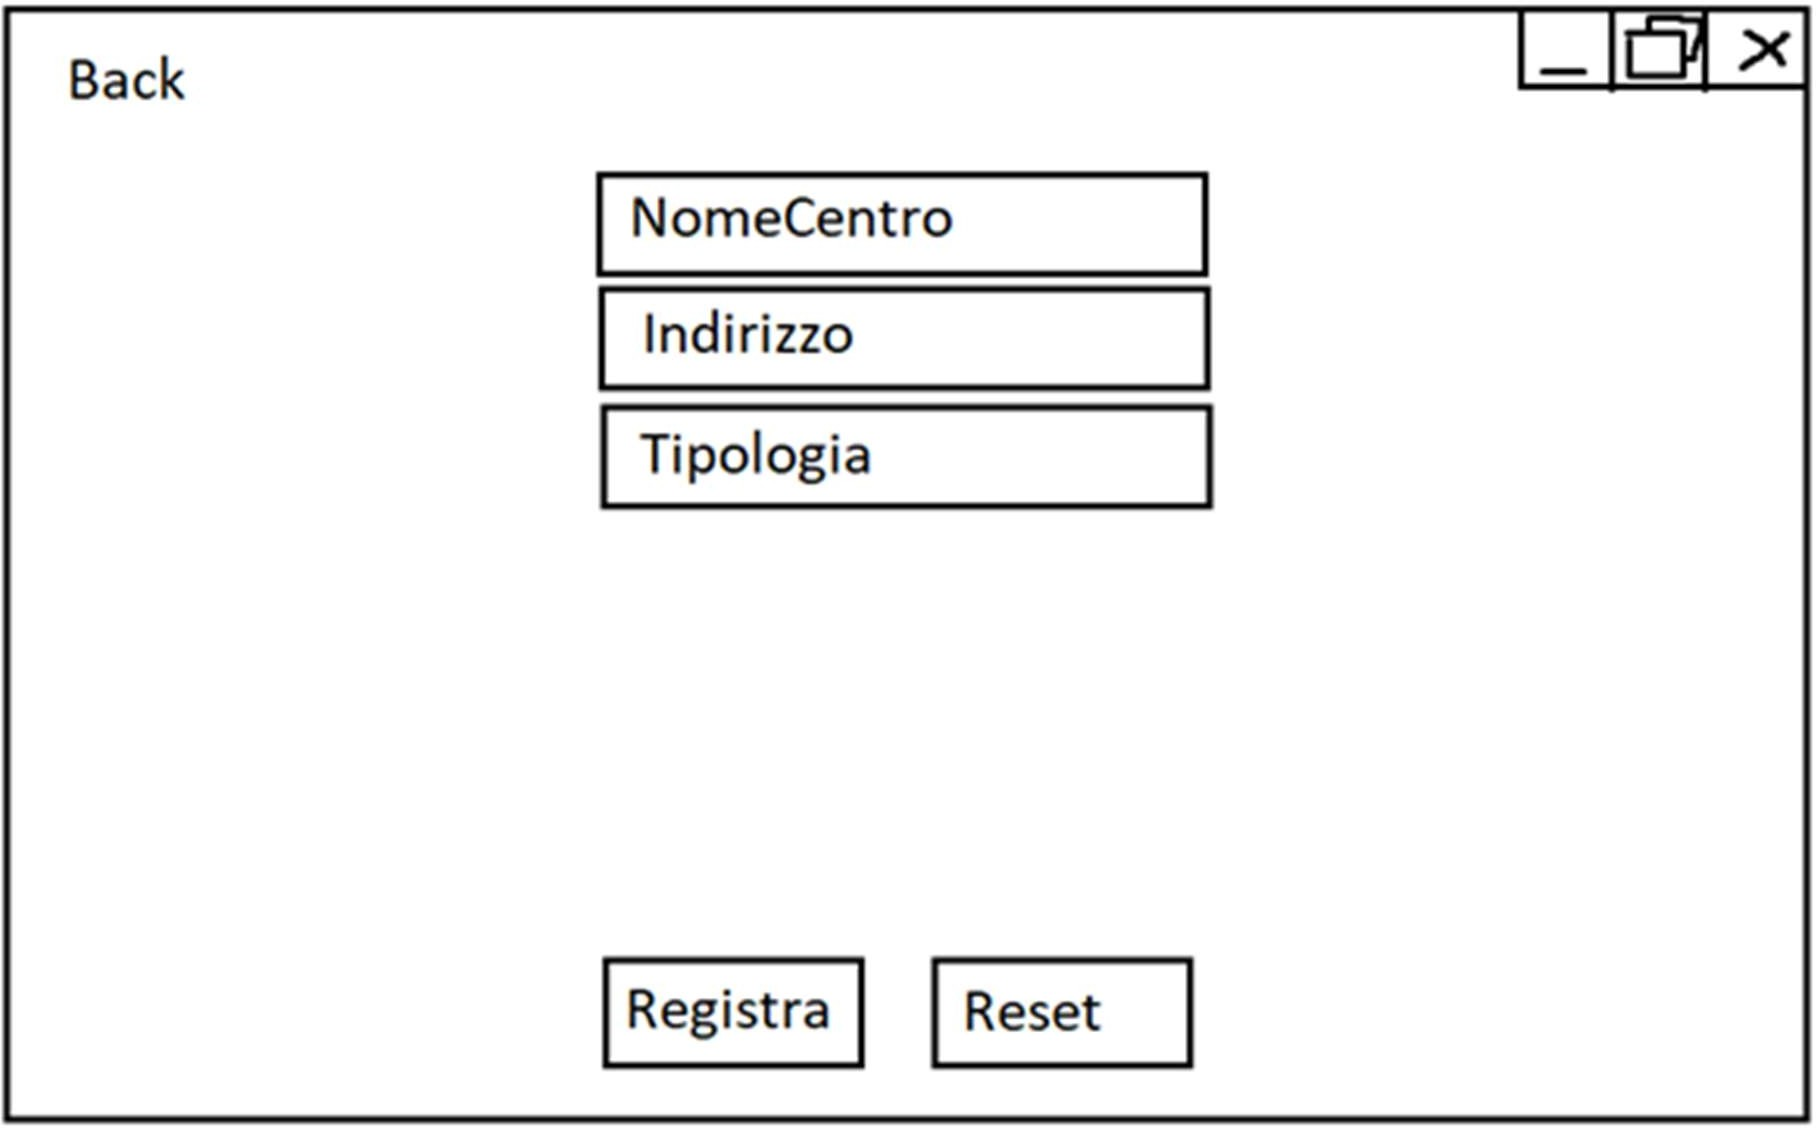 Back
NomeCentro
Indirizzo
Tipologia
Registra Reset